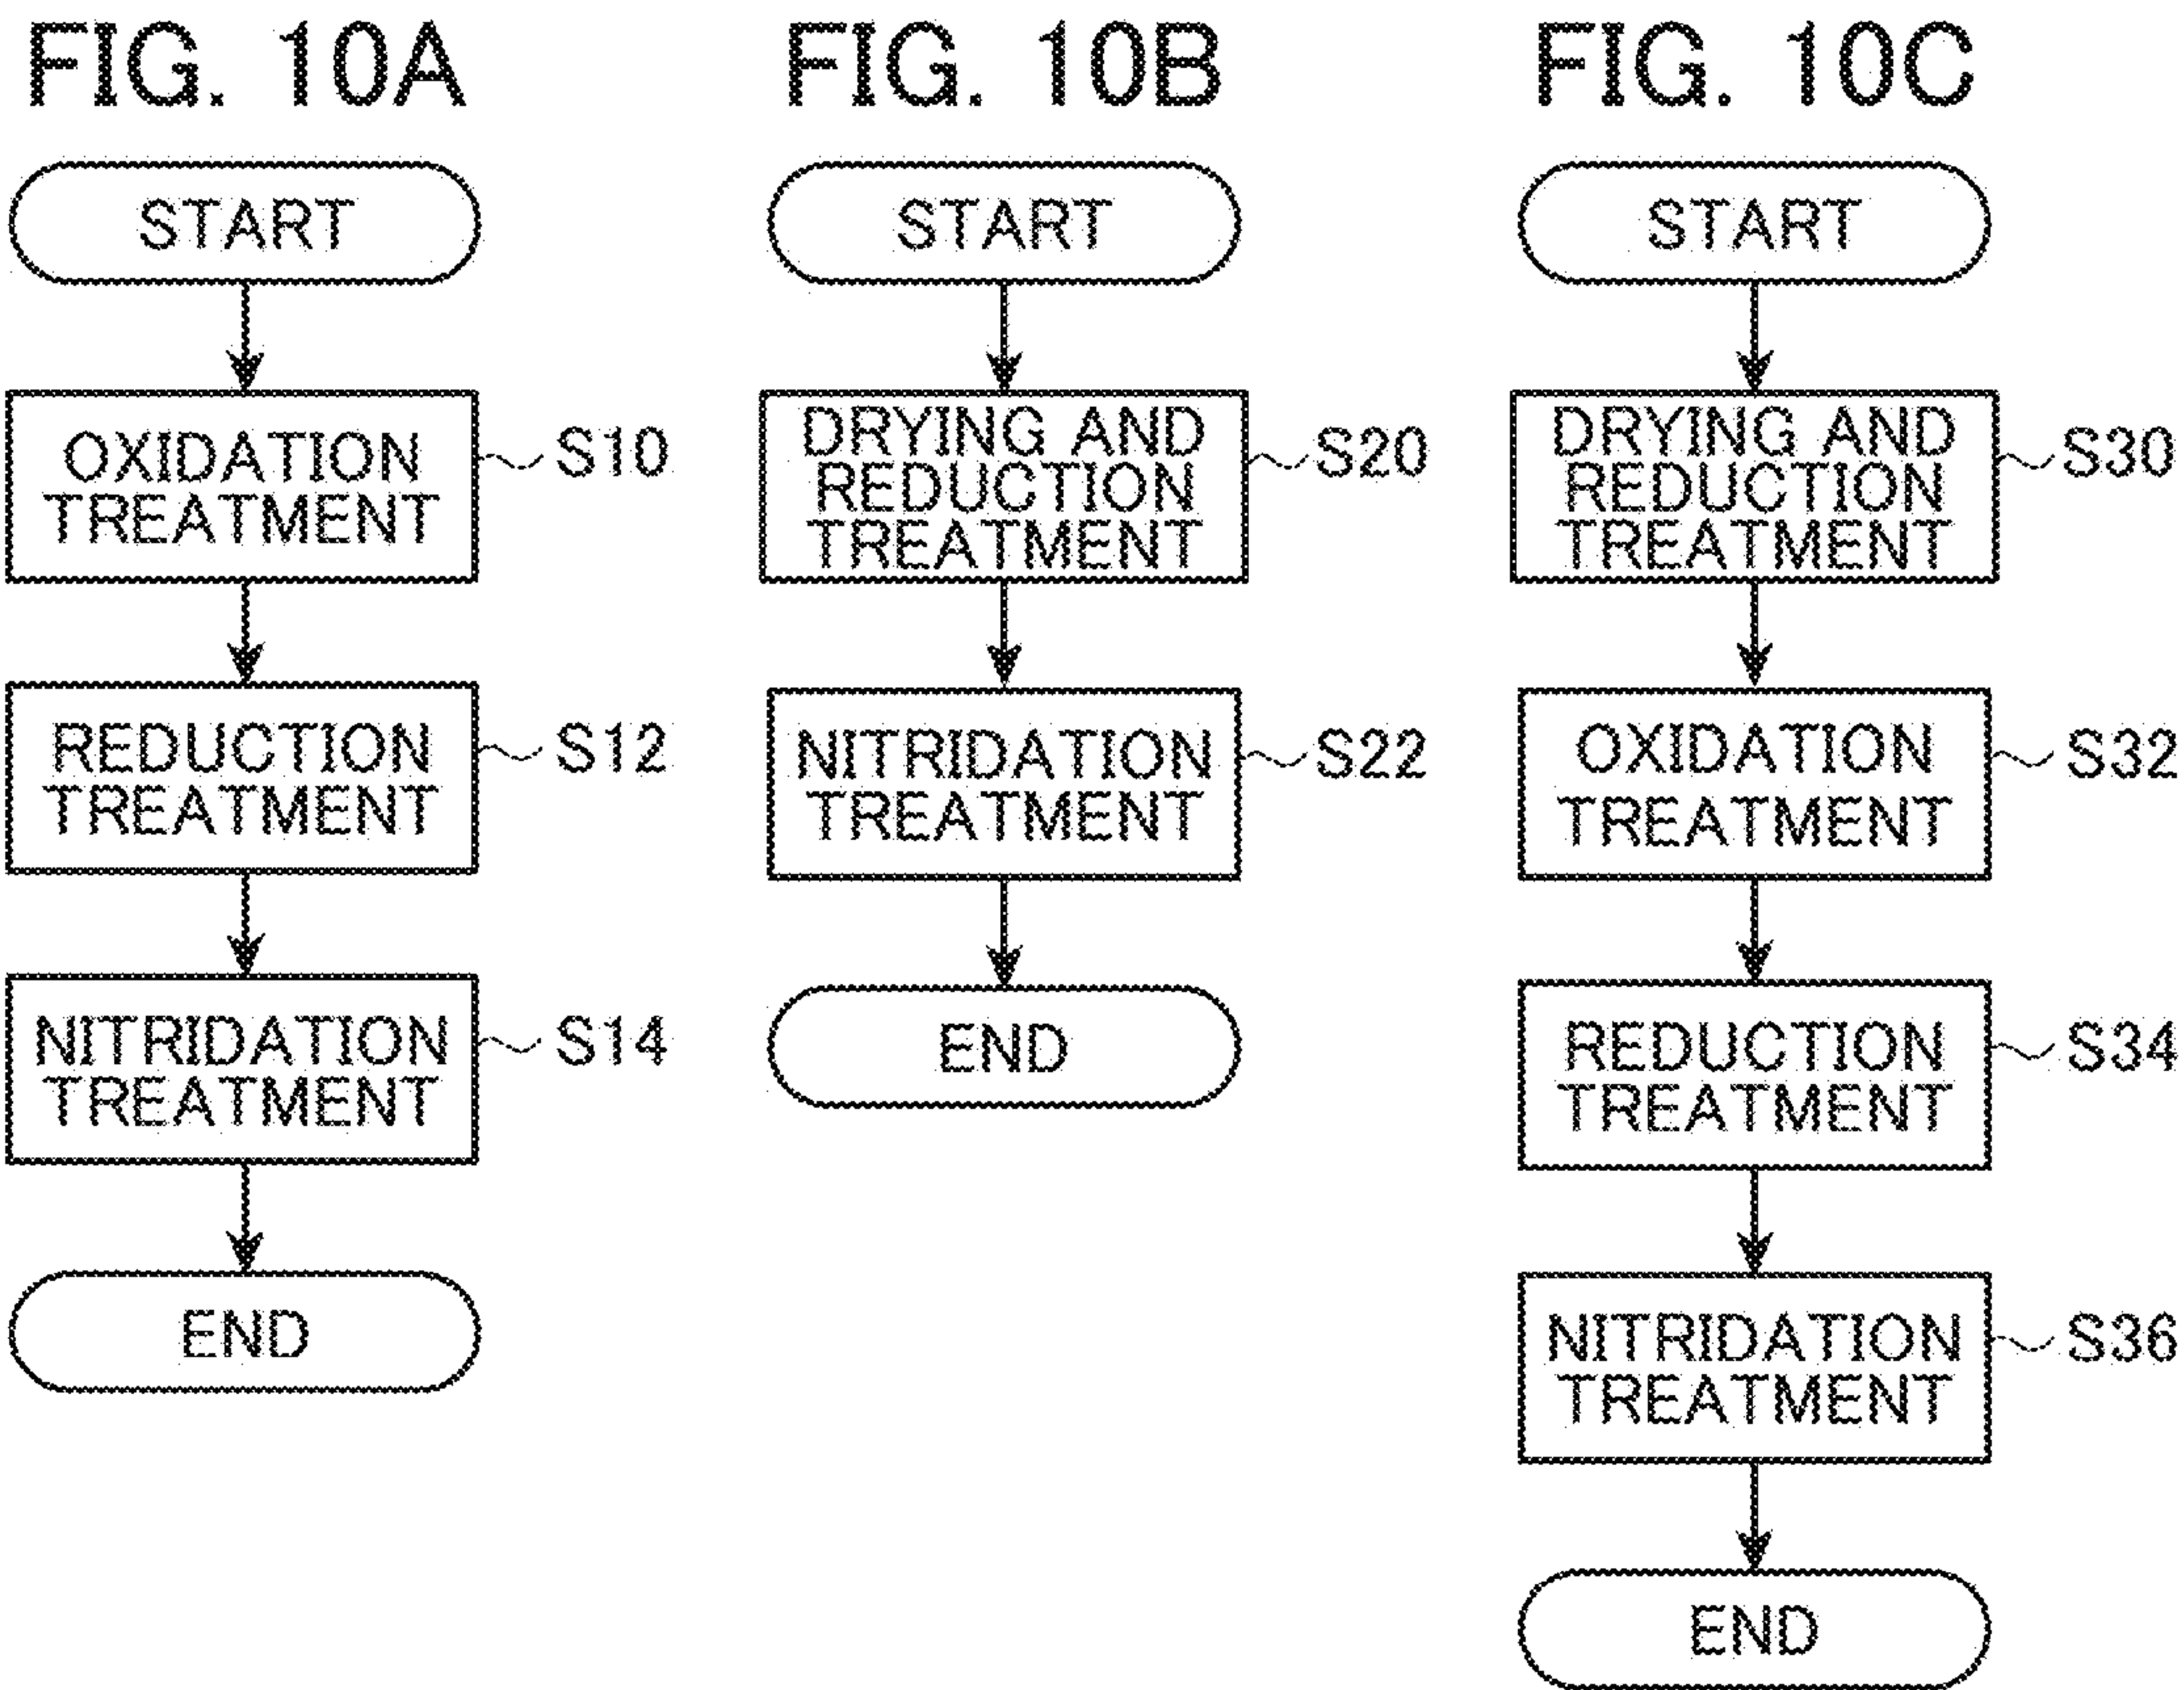 FIG. 10A
START
OXIDATION
TREATMENT
S10
REDUCTION
TREATMENT
S12
NITRIDATION
TREATMENT
S14
END
FIG. 10B
START
DRYING AND
REDUCTION
TREATMENT
S20
NITRIDATION
TREATMENT
S22
END
FIG. 10C
START
DRYING AND
REDUCTION
TREATMENT
S30
OXIDATION
TREATMENT
S32
REDUCTION
TREATMENT
S34
NITRIDATION
TREATMENT
S36
END